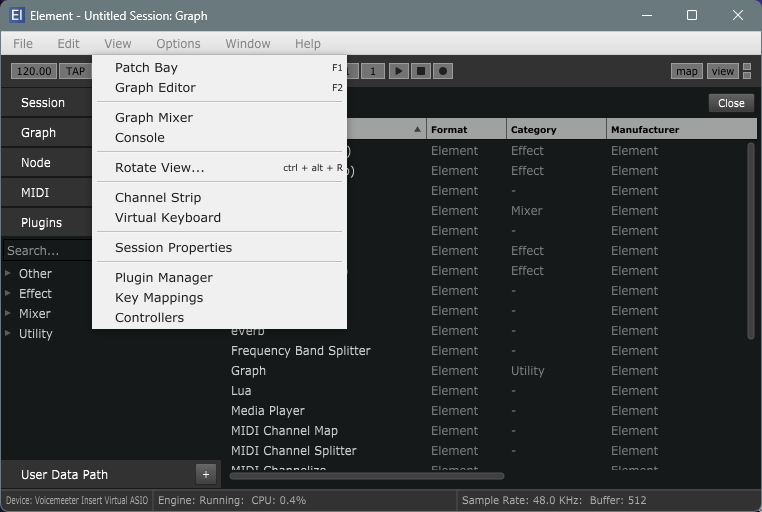 El Element - Untitled Session: Graph
File Edit View Options Window Help
120.00 TAP 1 map view
Patch Bay F1
Graph Editor F2
Graph Mixer
Console
Rotate View... ctrl + alt + R
Channel Strip
Virtual Keyboard
Session Properties
Plugin Manager
Key Mappings
Controllers
Session
Graph
Node
MIDI
Plugins
Search...
Other
Effect
Mixer
Utility
User Data Path +
Close
Format Category Manufacturer
) Element Effect Element
)) Element Effect Element
Element - Element
Element Mixer Element
Element - Element
Element Effect Element
) Element Effect Element
Element - Element
Element - Element
eVerb Element - Element
Frequency Band Splitter Element - Element
Graph Element Utility Element
Lua Element - Element
Media Player Element - Element
MIDI Channel Map Element - Element
MIDI Channel Splitter Element - Element
MIDI Channelize Element - Element
Device: Voicemeeter Insert Virtual ASIO Engine: Running: CPU: 0.4% Sample Rate: 48.0 KHz: Buffer: 512